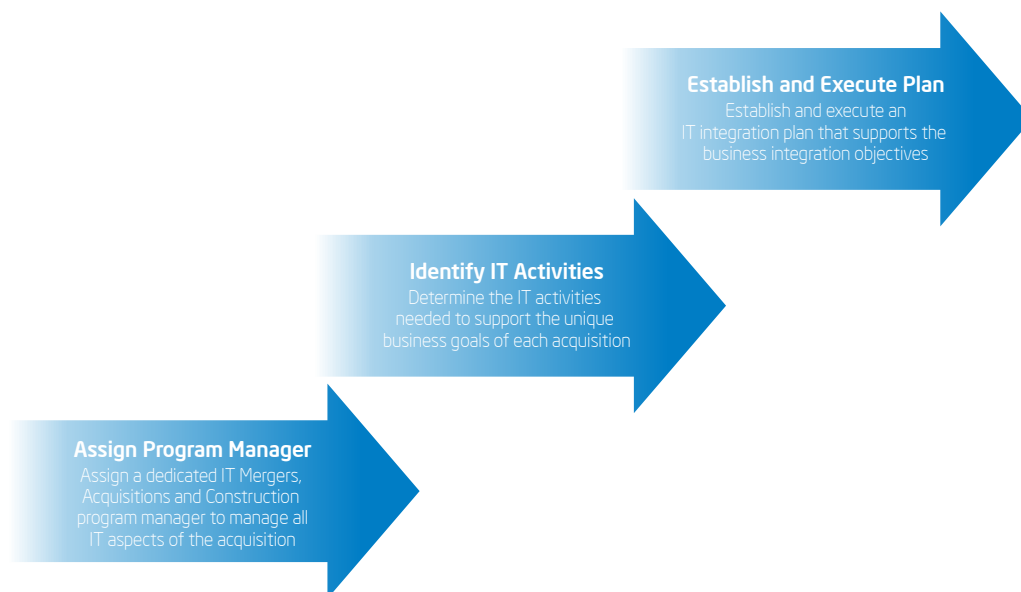 Establish and Execute Plan
Establish and execute an
IT integration plan that supports the
business integration objectives
Identify IT Activities
Determine the IT activities
needed to support the unique
business goals of each acquisition
Assign Program Manager
Assign a dedicated IT Mergers,
Acquisitions and Construction
program manager to manage all
IT aspects of the acquisition